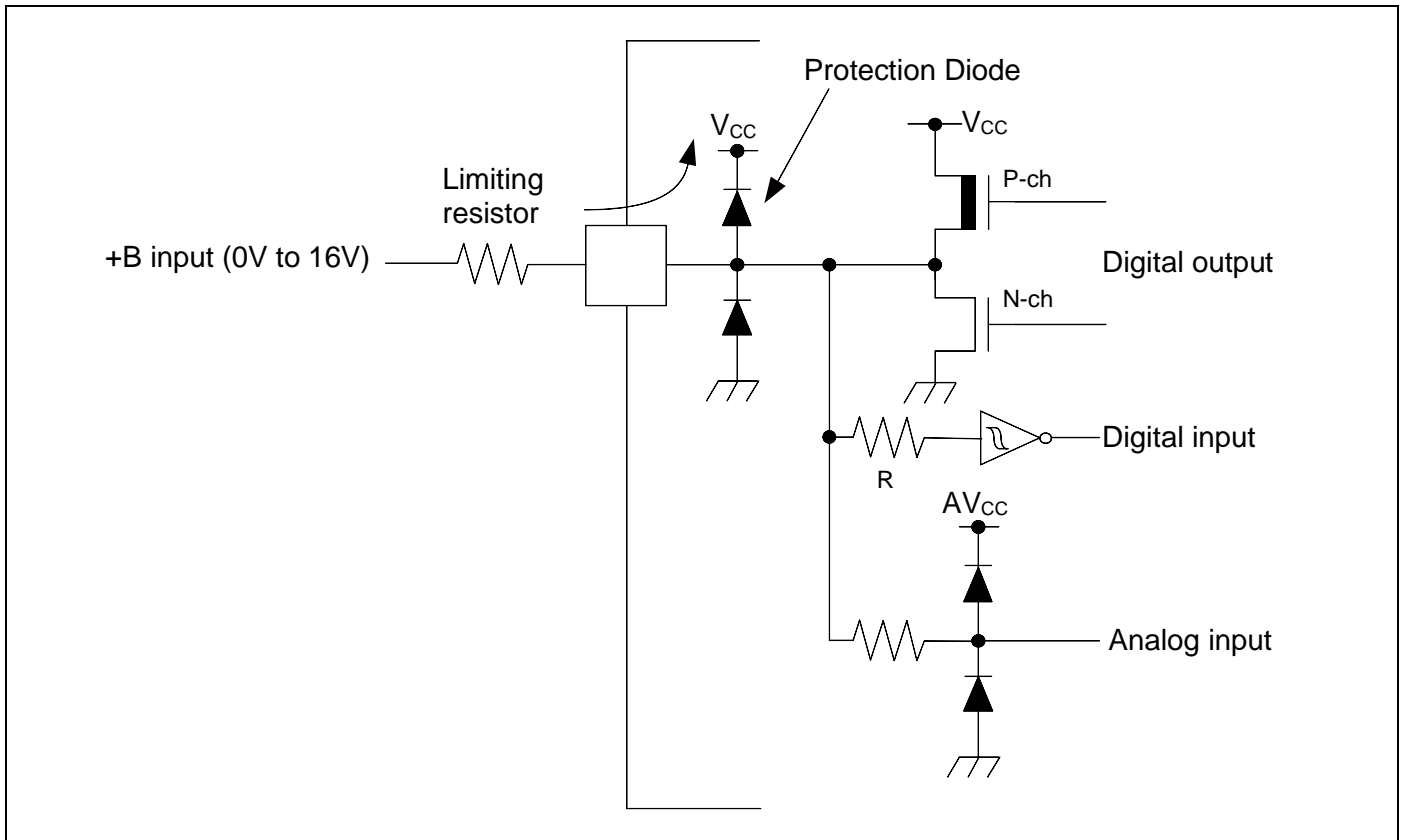 Protection Diode
VCC
VCC
P-ch
Limiting
resistor
+B input (0V to 16V)
Digital output
N-ch
Digital input
R
AVCC
Analog input